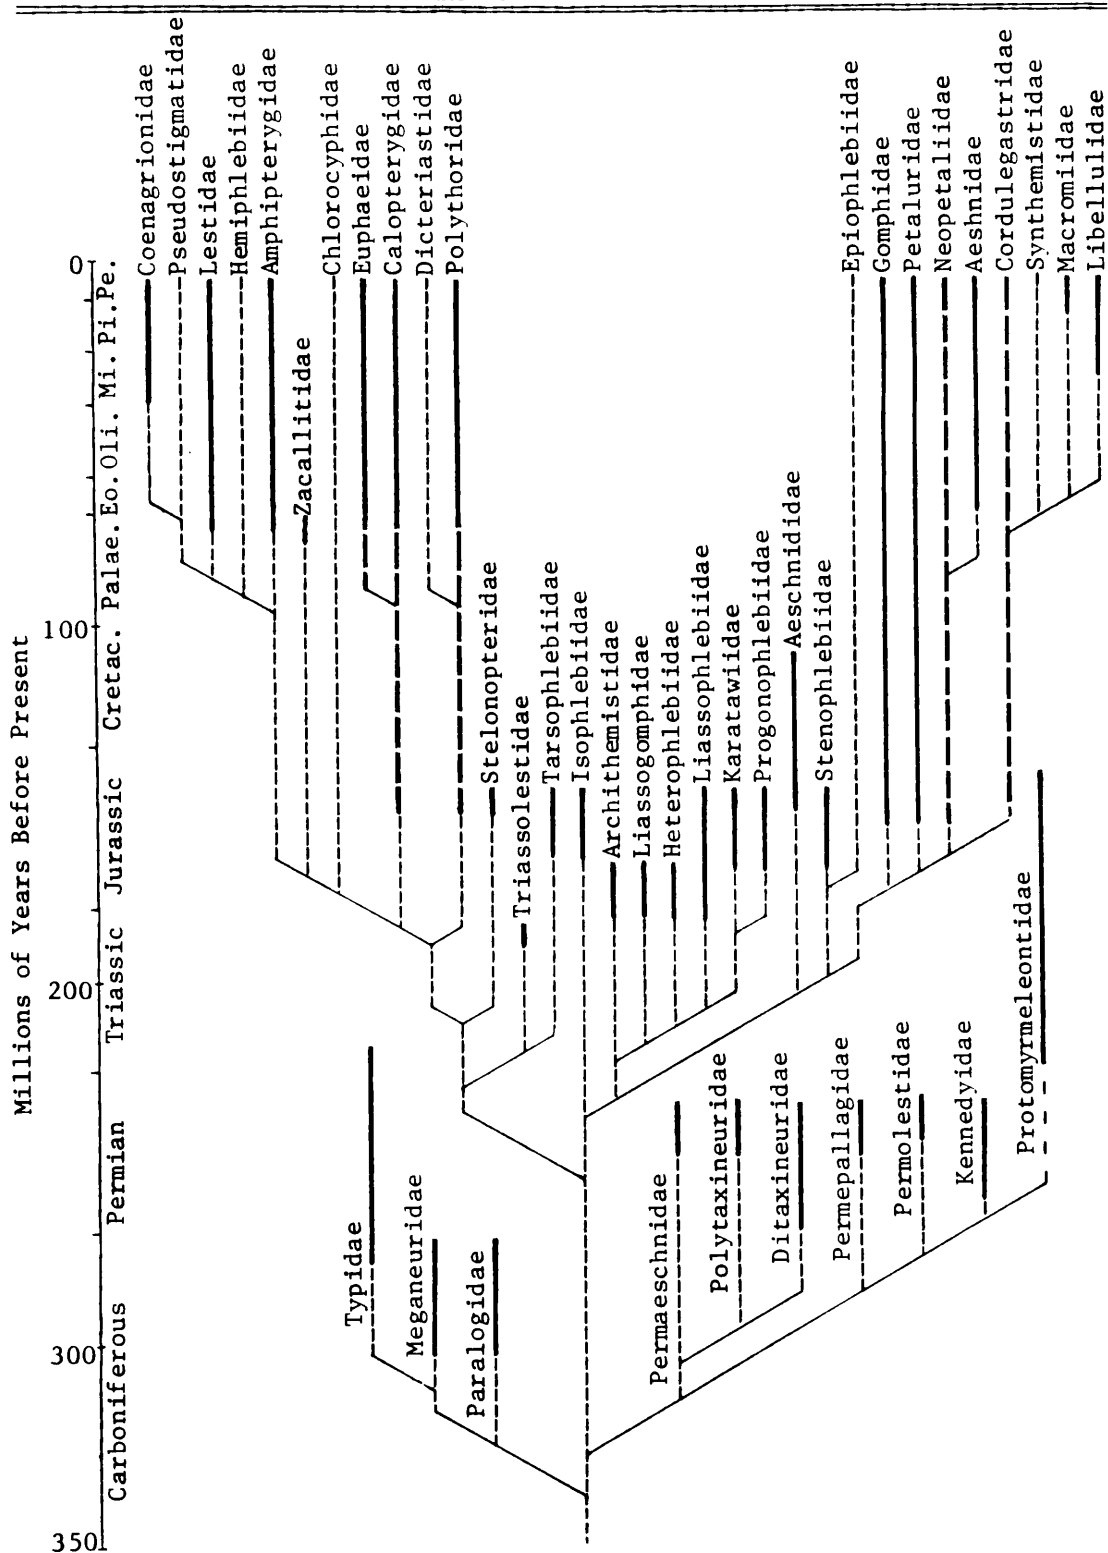 Coenagrionidae
Pseudostigmatidae
Lestidae
Hemiphlebiidae
Amphipterygidae
Zacallitidae
Chlorocyphidae
Euphaeidae
Calopterygidae
Dicteriastidae
Polythoridae
Stelonopteridae
Triassolestidae
Tarsophlebiidae
Isophlebiidae
Archithemistidae
Liassogomphidae
Heterophlebiidae
Liassophlebiidae
Karatawiidae
Progonophlebiidae
Aeschnididae
Stenophlebiidae
Epiophlebiidae
Gomphidae
Petaluridae
Neopetaliidae
Aeshnidae
Cordulegastridae
Synthemistidae
Macromiidae
Libellulidae
Typidae
Meganeuridae
Paralogidae
Permaeschnidae
Polytaxineuridae
Ditaxineuridae
Permepallagidae
Permolestidae
Kennedyidae
Protomyrmeleontidae
Millions of Years Before Present
0
100
200
300
350
Carboniferous Permian Triassic Jurassic Cretac. Palae. Eo. Oli. Mi. Pi. Pe.